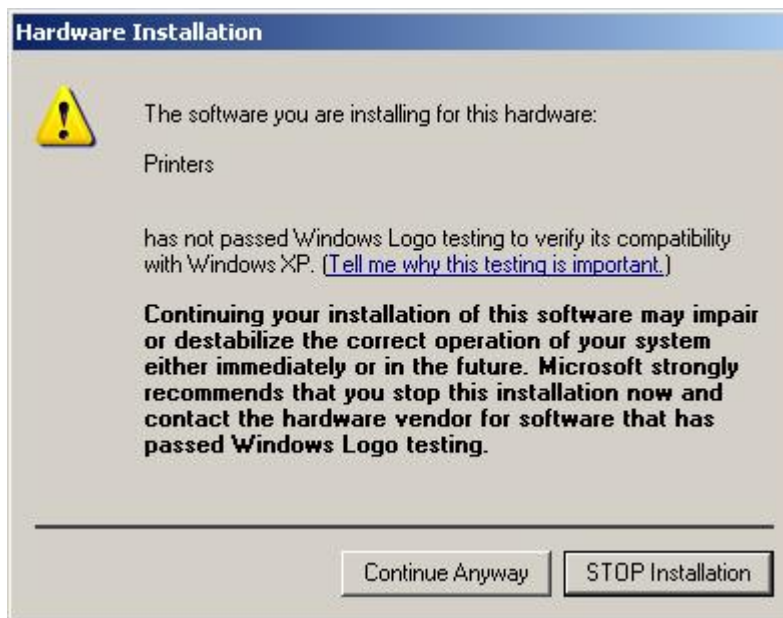 Hardware Installation
The software you are installing for this hardware:
Printers
has not passed Windows Logo testing to verify its compatibility
with Windows XP. (Tell me why this testing is important.)
Continuing your installation of this software may impair
or destabilize the correct operation of your system
either immediately or in the future. Microsoft strongly
recommends that you stop this installation now and
contact the hardware vendor for software that has
passed Windows Logo testing.
Continue Anyway
STOP Installation